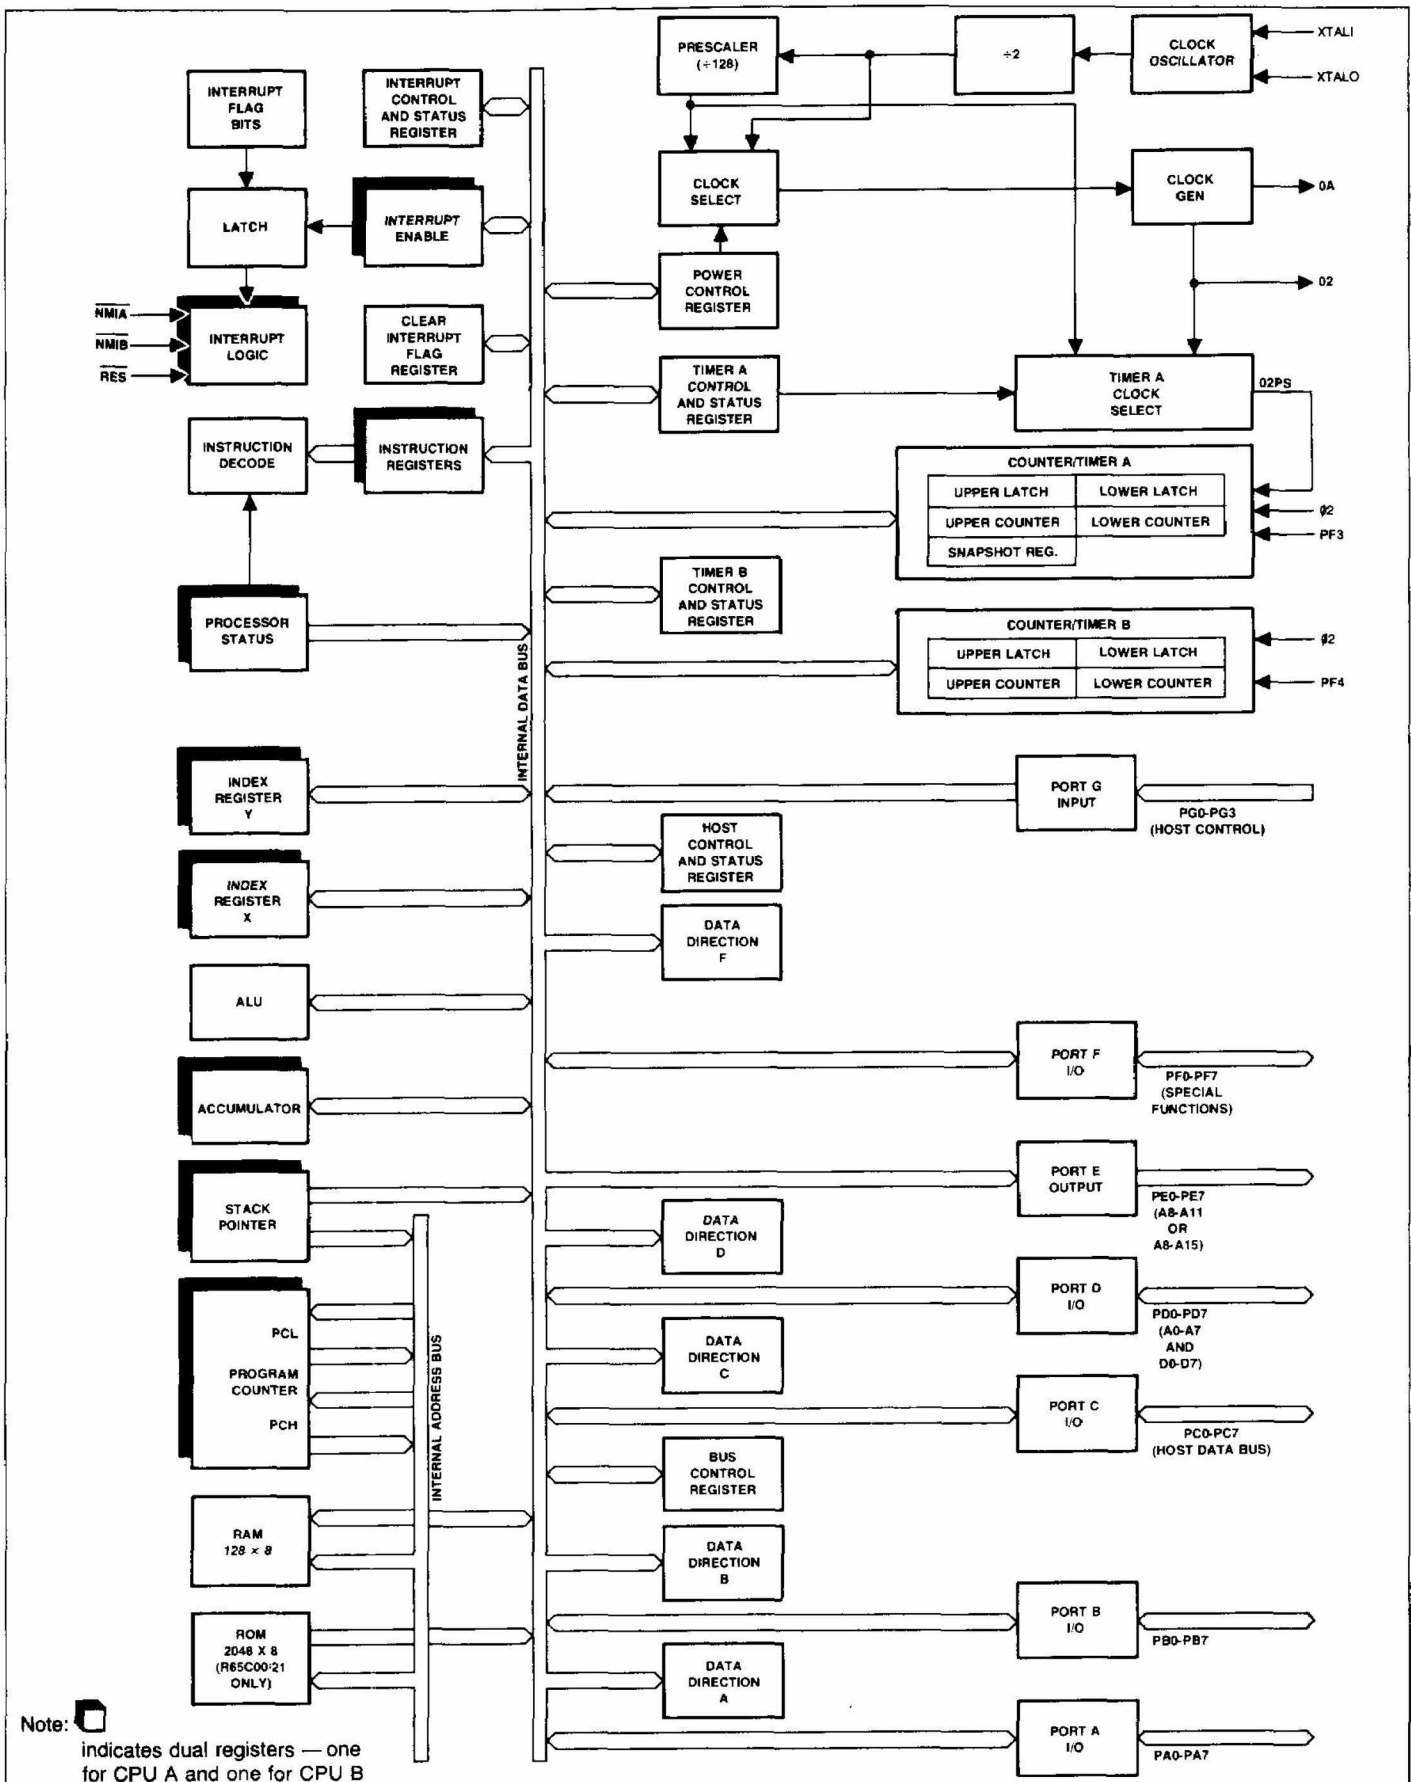 PRESCALER
(÷128)
÷2
CLOCK
OSCILLATOR
XTALI
XTALO
INTERRUPT
FLAG
BITS
INTERRUPT
CONTROL
AND STATUS
REGISTER
CLOCK
SELECT
CLOCK
GEN
0A
LATCH
INTERRUPT
ENABLE
POWER
CONTROL
REGISTER
02
NMIA
NMIB
RES
INTERRUPT
LOGIC
CLEAR
INTERRUPT
FLAG
REGISTER
TIMER A
CONTROL
AND STATUS
REGISTER
TIMER A
CLOCK
SELECT
02PS
INSTRUCTION
DECODE
INSTRUCTION
REGISTERS
COUNTER/TIMER A
UPPER LATCH
LOWER LATCH
UPPER COUNTER
LOWER COUNTER
SNAPSHOT REG.
Ø2
PF3
TIMER B
CONTROL
AND STATUS
REGISTER
PROCESSOR
STATUS
COUNTER/TIMER B
UPPER LATCH
LOWER LATCH
UPPER COUNTER
LOWER COUNTER
Ø2
PF4
INTERNAL DATA BUS
INDEX
REGISTER
Y
PORT G
INPUT
PG0-PG3
(HOST CONTROL)
HOST
CONTROL
AND STATUS
REGISTER
INDEX
REGISTER
X
DATA
DIRECTION
F
ALU
PORT F
I/O
PF0-PF7
(SPECIAL
FUNCTIONS)
ACCUMULATOR
STACK
POINTER
PORT E
OUTPUT
PE0-PE7
(A8-A11
OR
A8-A15)
DATA
DIRECTION
D
PORT D
I/O
PD0-PD7
(A0-A7
AND
D0-D7)
PCL
PROGRAM
COUNTER
PCH
INTERNAL ADDRESS BUS
DATA
DIRECTION
C
PORT C
I/O
PC0-PC7
(HOST DATA BUS)
BUS
CONTROL
REGISTER
RAM
128 × 8
DATA
DIRECTION
B
PORT B
I/O
PB0-PB7
ROM
2048 X 8
(R65C00/21
ONLY)
DATA
DIRECTION
A
PORT A
I/O
PA0-PA7
Note:
indicates dual registers — one
for CPU A and one for CPU B